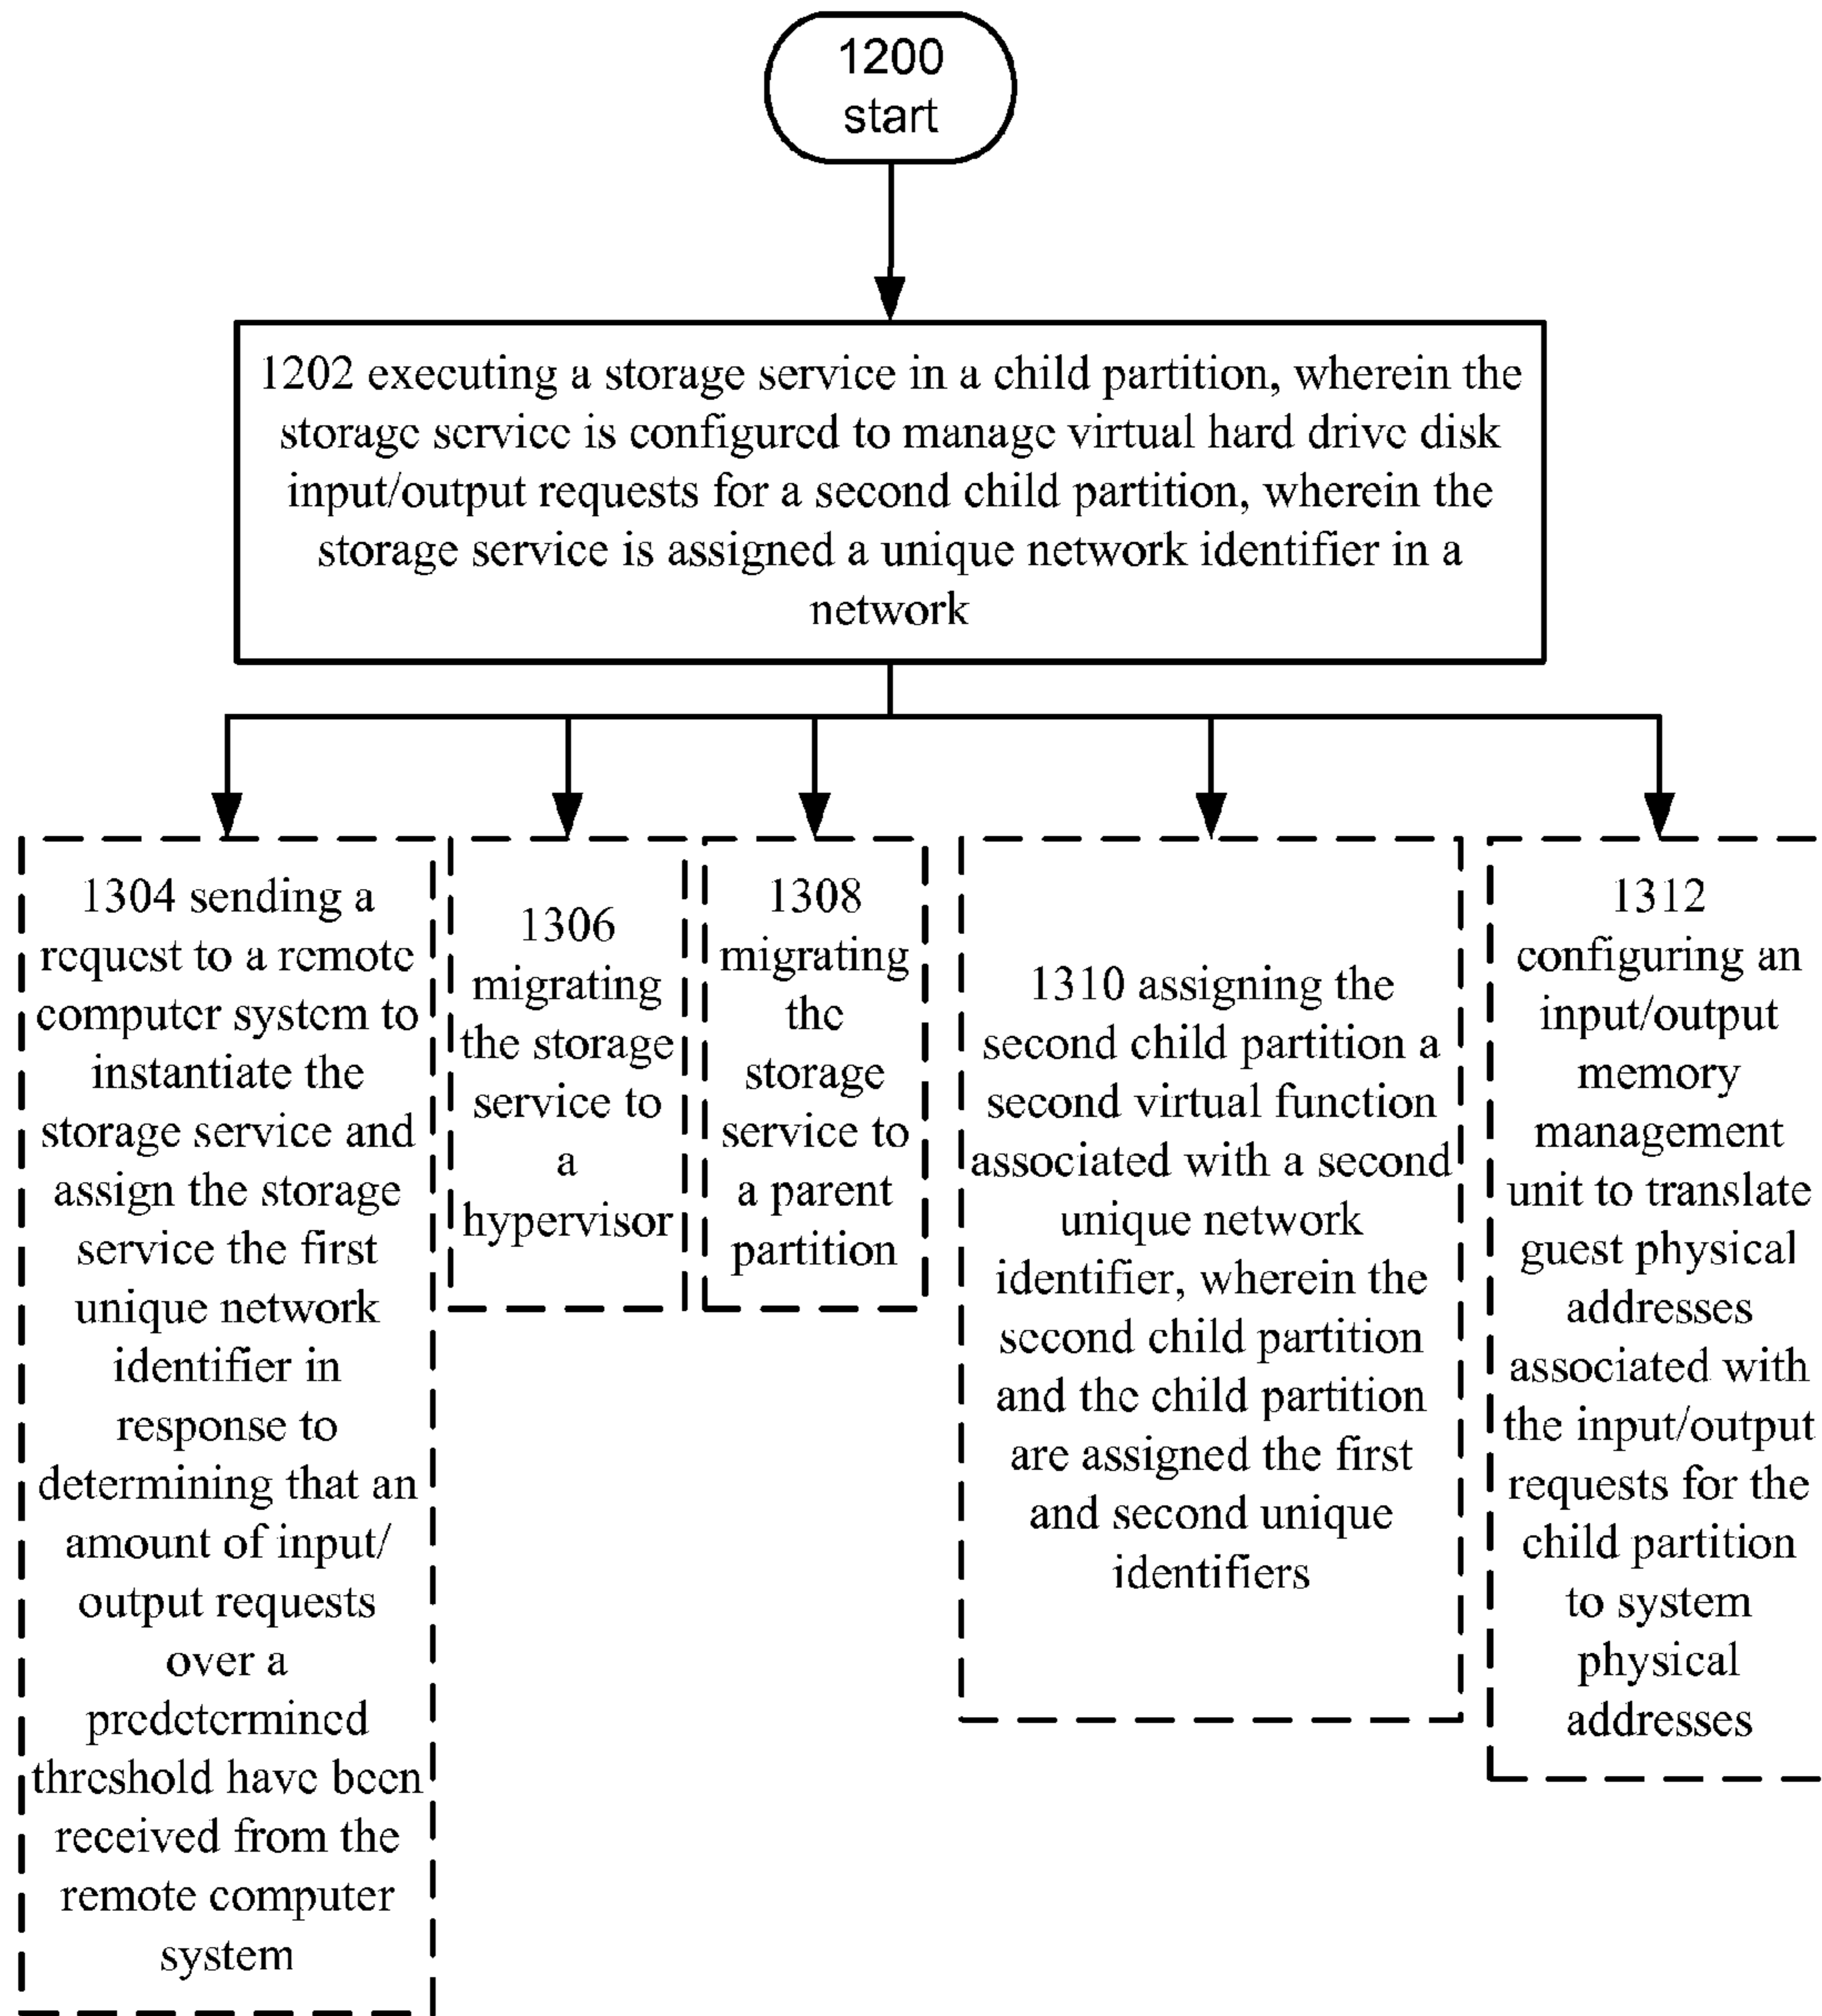 1200
start
1202 executing a storage service in a child partition, wherein the
storage service is configured to manage virtual hard drive disk
input/output requests for a second child partition, wherein the
storage service is assigned a unique network identifier in a
network
1304 sending a
request to a remote
computer system to
instantiate the
storage service and
assign the storage
service the first
unique network
identifier in
response to
determining that an
amount of input/
output requests
over a
predetermined
threshold have been
received from the
remote computer
system
1306
migrating
the storage
service to
a
hypervisor
1308
migrating
the
storage
service to
a parent
partition
1310 assigning the
second child partition a
second virtual function
associated with a second
unique network
identifier, wherein the
second child partition
and the child partition
are assigned the first
and second unique
identifiers
1312
configuring an
input/output
memory
management
unit to translate
guest physical
addresses
associated with
the input/output
requests for the
child partition
to system
physical
addresses